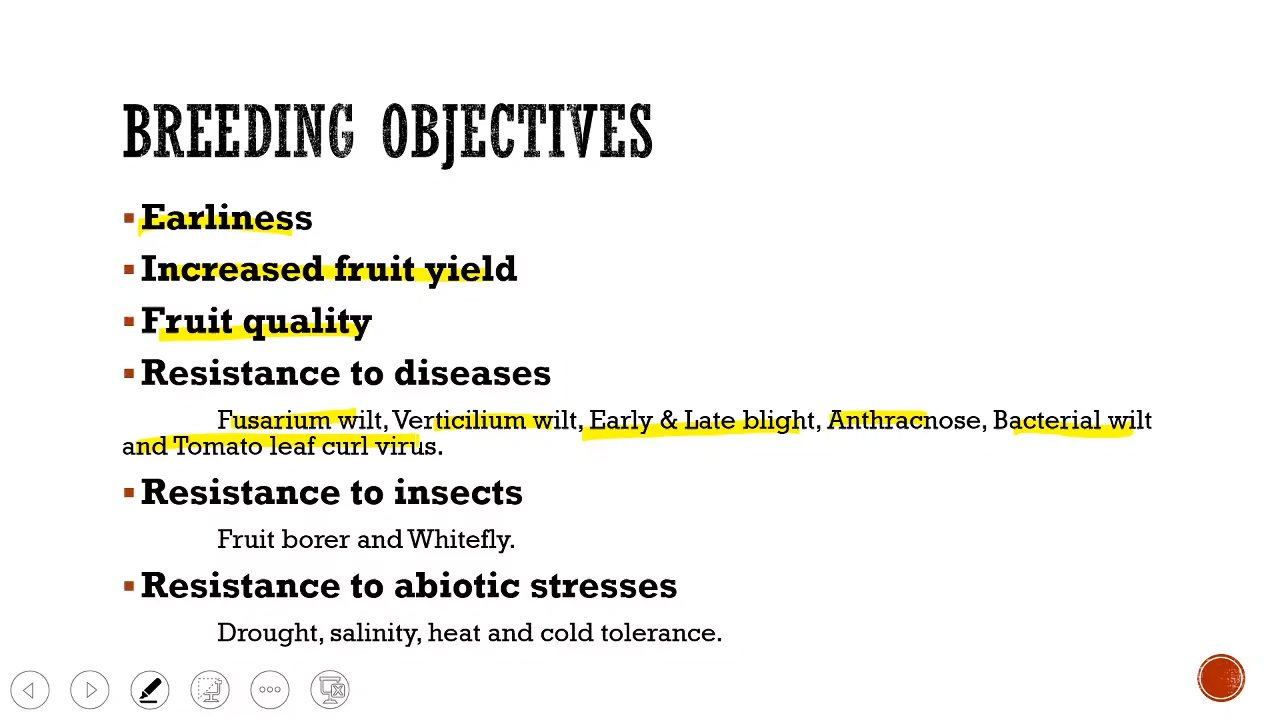 BREEDING OBJECTIVES
Earliness
Increased fruit yield
Fruit quality
Resistance to diseases
Fusarium wilt, Verticilium wilt, Early & Late blight, Anthracnose, Bacterial wilt
and Tomato leaf curl virus.
Resistance to insects
Fruit borer and Whitefly.
Resistance to abiotic stresses
Drought, salinity, heat and cold tolerance.